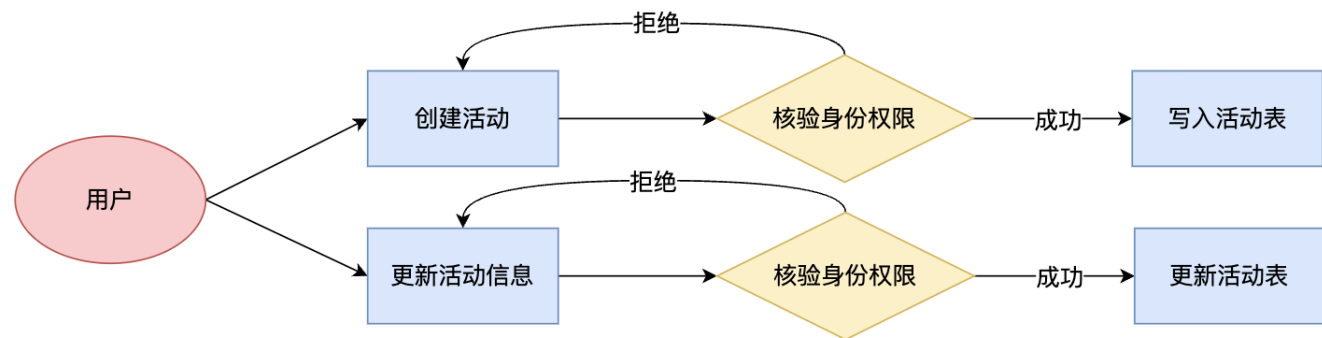 拒绝
创建活动
核验身份权限
成功
写入活动表
用户
拒绝
更新活动信息
核验身份权限
成功
更新活动表